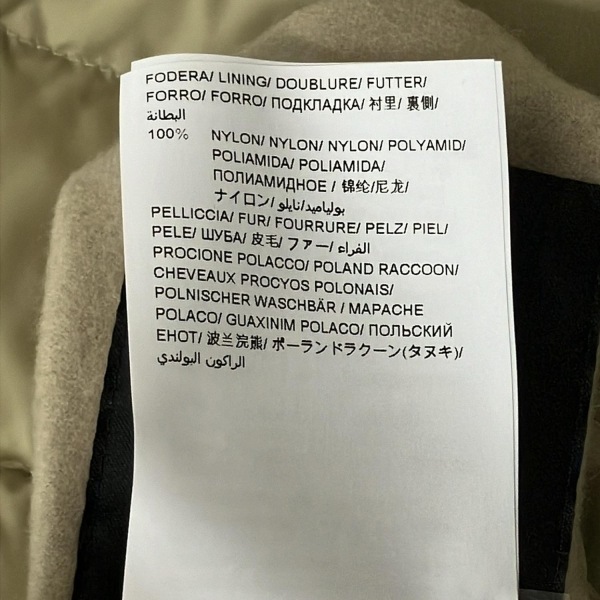 FODERA/ LINING/ DOUBLURE/ FUTTER/
FORRO/ FORRO/ ПОДКЛАДКА/ 衬里/ 裏側/
البطانة
100% NYLON/ NYLON/ NYLON/ POLYAMID/
POLIAMIDA/ POLIAMIDA/
ПОЛИАМИДНОЕ / 锦纶/尼龙/
ナイロン/ بولياميد/نايلو
PELLICCIA/ FUR/ FOURRURE/ PELZ/ PIEL/
PELE/ ШУБА/ 皮毛/ ファー/ الفراء/
PROCIONE POLACCO/ POLAND RACCOON/
CHEVEAUX PROCYOS POLONAIS/
POLNISCHER WASCHBÄR / MAPACHE
POLACO/ GUAXINIM POLACO/ ПОЛЬСКИЙ
ЕНОТ/ 波兰浣熊/ ポーランドラクーン(タヌキ)/
الراكون البولندي